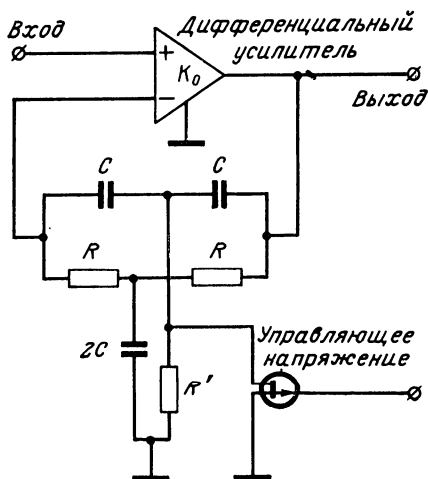 Вход
Дифференциальный
усилитель
+
K₀
−
Выход
C
C
R
R
2C
R'
Управляющее
напряжение